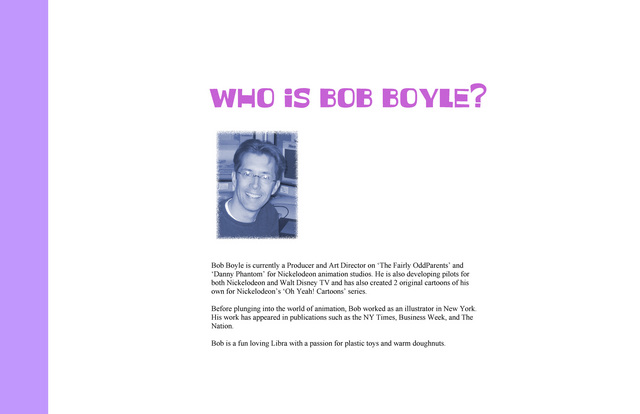 WHO iS BOB BOYLE?
Bob Boyle is currently a Producer and Art Director on ‘The Fairly OddParents’ and
‘Danny Phantom’ for Nickelodeon animation studios. He is also developing pilots for
both Nickelodeon and Walt Disney TV and has also created 2 original cartoons of his
own for Nickelodeon’s ‘Oh Yeah! Cartoons’ series.
Before plunging into the world of animation, Bob worked as an illustrator in New York.
His work has appeared in publications such as the NY Times, Business Week, and The
Nation.
Bob is a fun loving Libra with a passion for plastic toys and warm doughnuts.